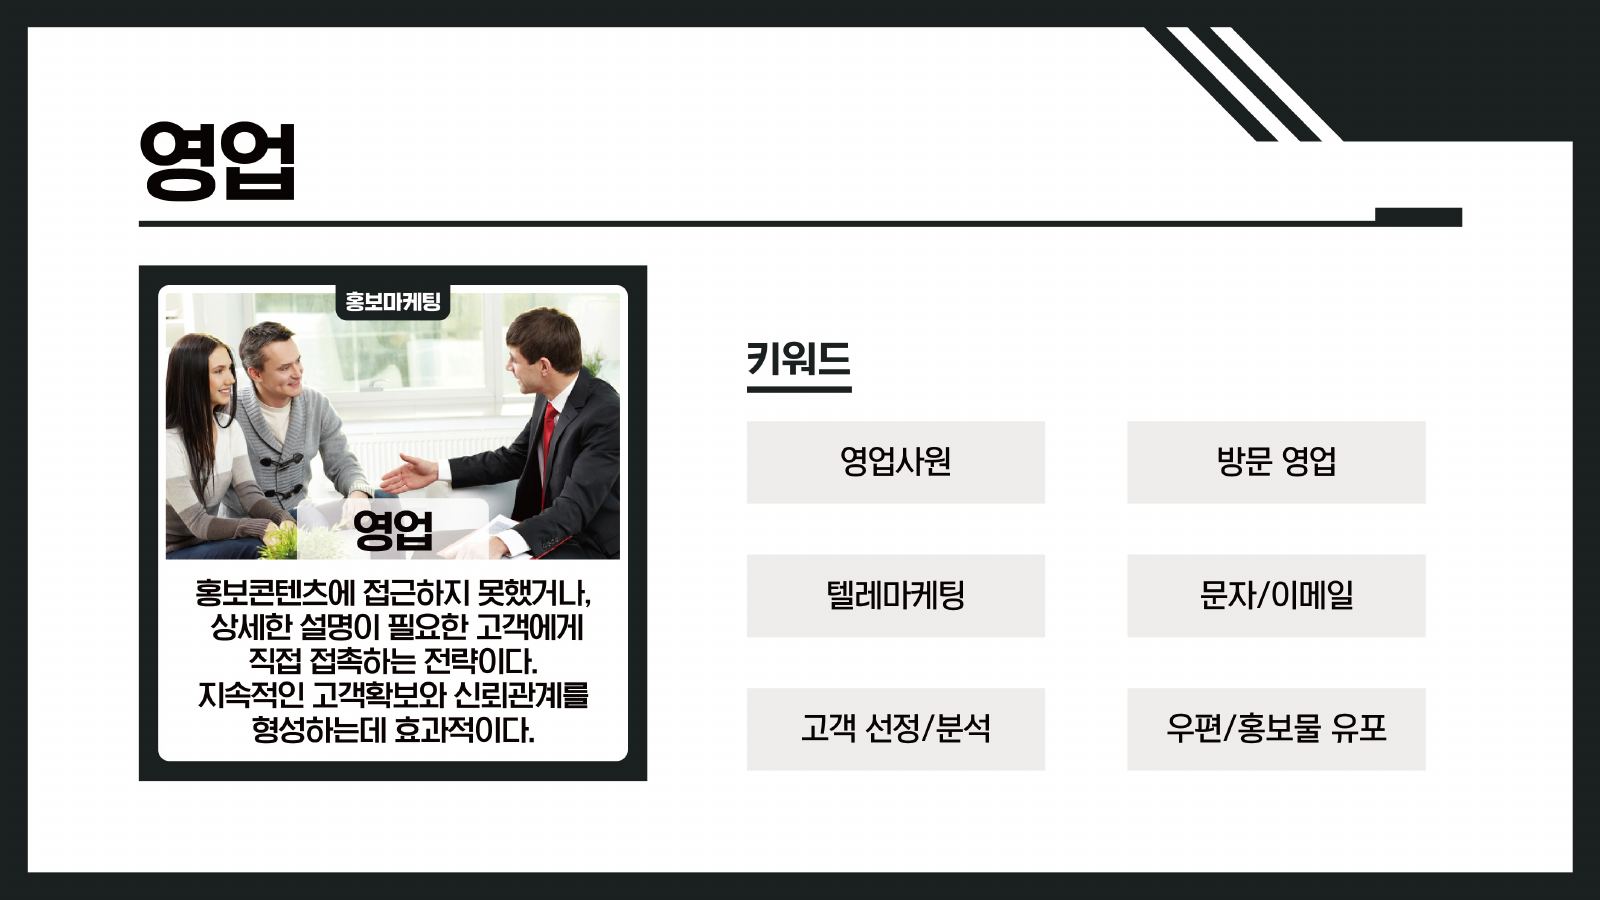 영업
홍보마케팅
영업
홍보콘텐츠에 접근하지 못했거나,
상세한 설명이 필요한 고객에게
직접 접촉하는 전략이다.
지속적인 고객확보와 신뢰관계를
형성하는데 효과적이다.
키워드
영업사원
방문 영업
텔레마케팅
문자/이메일
고객 선정/분석
우편/홍보물 유포